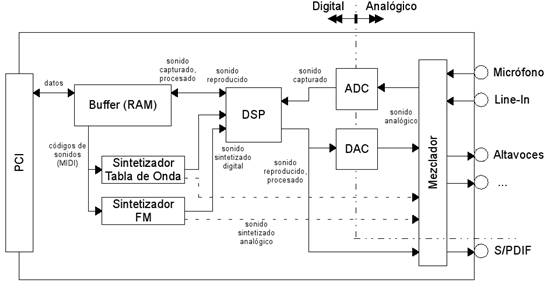 Digital
Analógico
sonido
capturado,
procesado
sonido
reproducido
sonido
capturado
datos
Buffer (RAM)
DSP
ADC
Micrófono
Line-In
sonido
analógico
PCI
códigos de
sonidos
(MIDI)
Sintetizador
Tabla de Onda
Sintetizador
FM
sonido
sintetizado
digital
sonido
reproducido,
procesado
DAC
Mezclador
Altavoces
...
sonido
sintetizado
analógico
S/PDIF